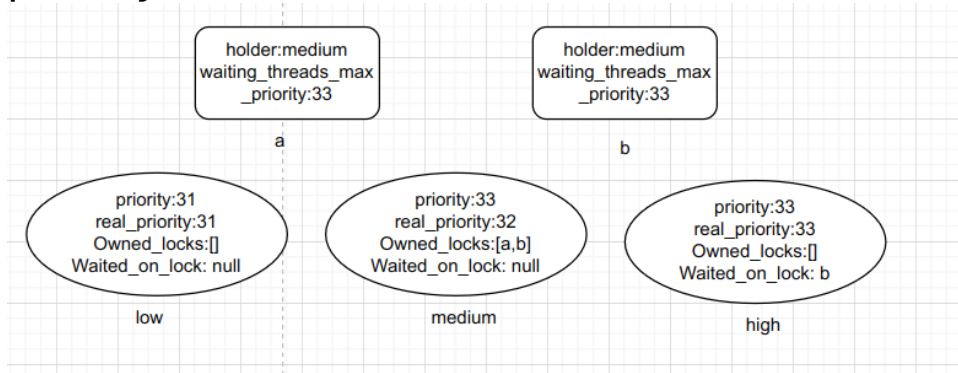 holder:medium
waiting_threads_max
_priority:33
holder:medium
waiting_threads_max
_priority:33
a
b
priority:31
real_priority:31
Owned_locks:[]
Waited_on_lock: null
priority:33
real_priority:32
Owned_locks:[a,b]
Waited_on_lock: null
priority:33
real_priority:33
Owned_locks:[]
Waited_on_lock: b
low
medium
high